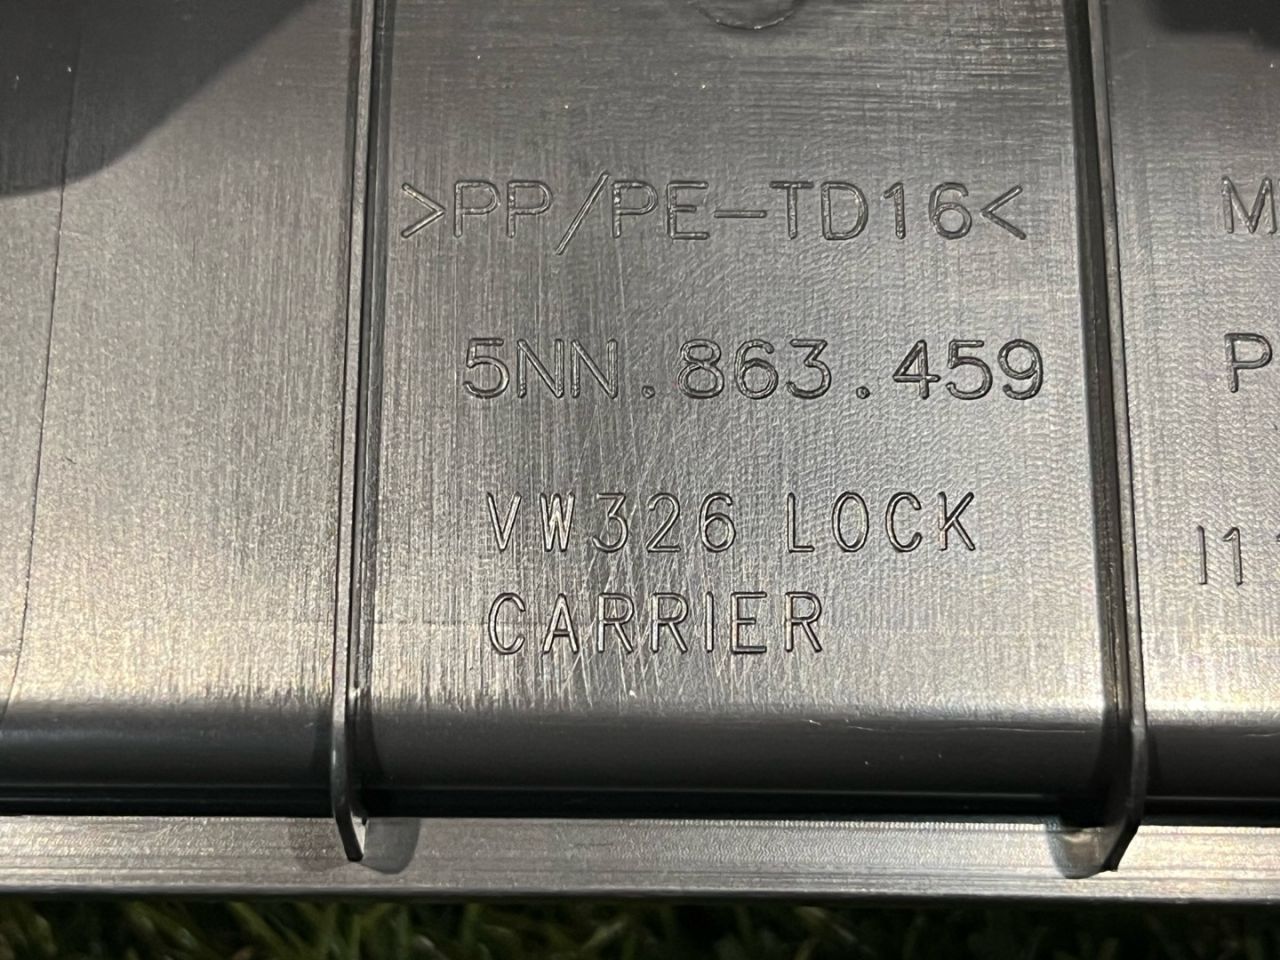 >PP/PE-TD16<
5NN.863.459
VW326 LOCK
CARRIER
M
P